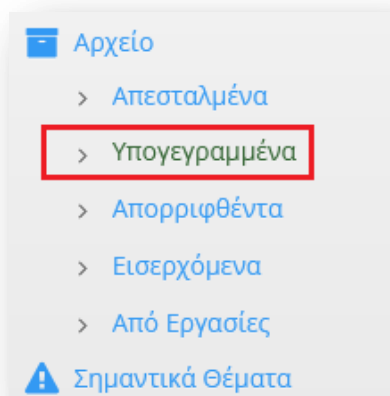 Αρχείο
Απεσταλμένα
Υπογεγραμμένα
Απορριφθέντα
Εισερχόμενα
Από Εργασίες
Σημαντικά Θέματα